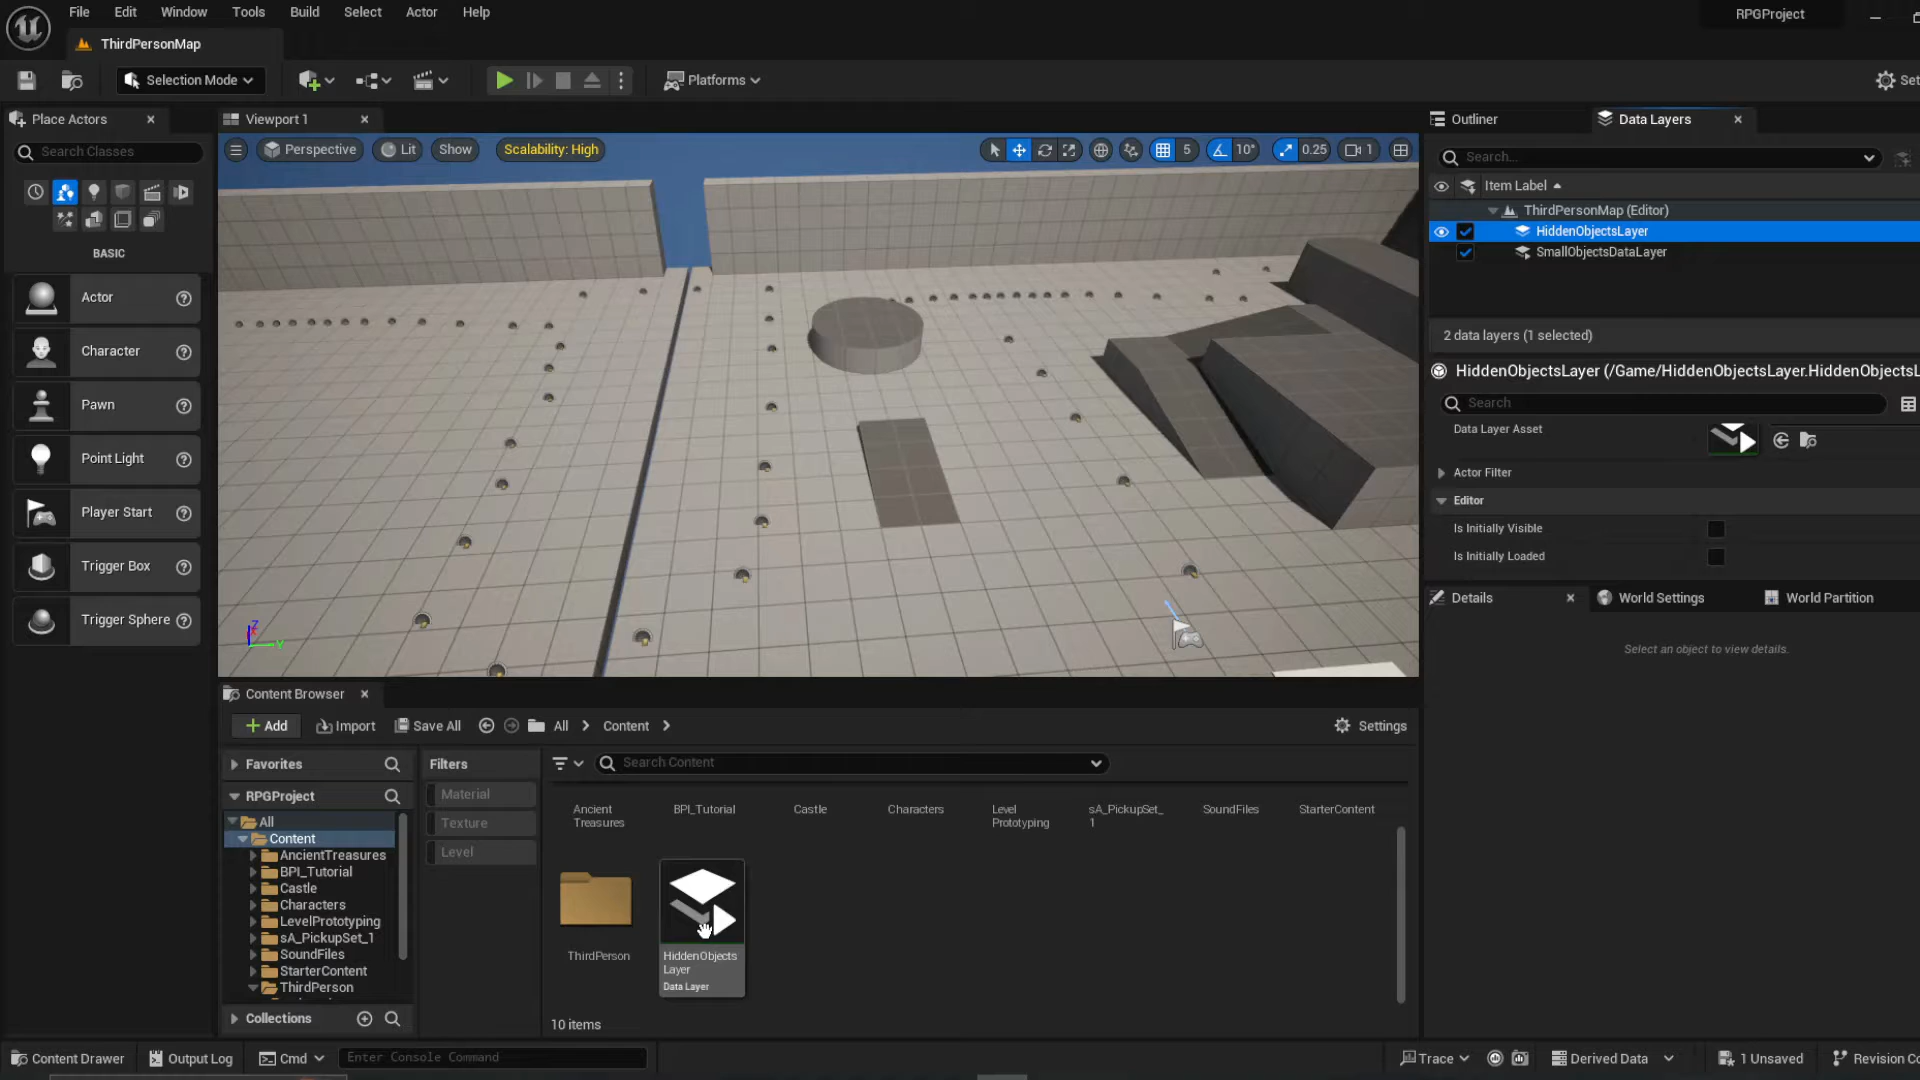 File Edit Window Tools Build Select Actor Help
RPGProject
ThirdPersonMap
Selection Mode
Platforms
Set
Place Actors
Viewport 1
Outliner
Data Layers
Search Classes
Perspective
Lit
Show
Scalability: High
5
10°
0.25
1
Search...
Item Label
ThirdPersonMap (Editor)
HiddenObjectsLayer
SmallObjectsDataLayer
BASIC
Actor
Character
Pawn
Point Light
Player Start
Trigger Box
Trigger Sphere
2 data layers (1 selected)
HiddenObjectsLayer (/Game/HiddenObjectsLayer.HiddenObjectsL
Search
Data Layer Asset
Actor Filter
Editor
Is Initially Visible
Is Initially Loaded
Details
World Settings
World Partition
Select an object to view details.
Z
Y
Content Browser
Add
Import
Save All
All
Content
Settings
Favorites
Filters
Search Content
RPGProject
Material
Texture
Level
All
Content
AncientTreasures
BPI_Tutorial
Castle
Characters
LevelPrototyping
sA_PickupSet_1
SoundFiles
StarterContent
ThirdPerson
Collections
Ancient
Treasures
BPI_Tutorial
Castle
Characters
Level
Prototyping
sA_PickupSet_
1
SoundFiles
StarterContent
ThirdPerson
HiddenObjects
Layer
Data Layer
10 items
Content Drawer
Output Log
Cmd
Enter Console Command
Trace
Derived Data
1 Unsaved
Revision Co